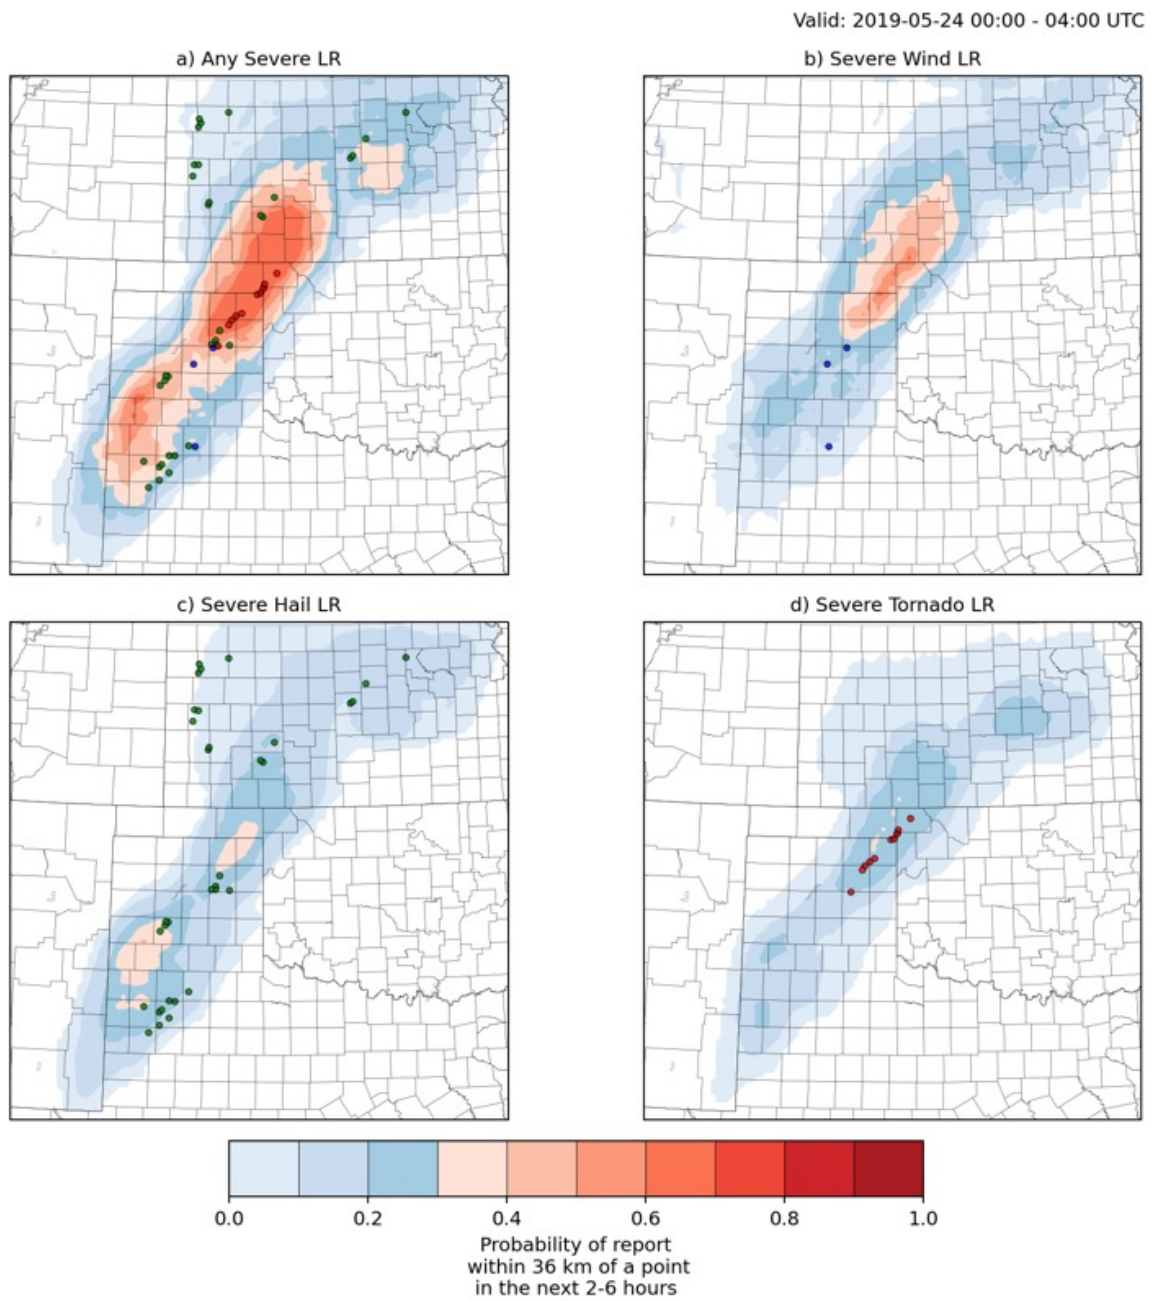 Valid: 2019-05-24 00:00 - 04:00 UTC
a) Any Severe LR
b) Severe Wind LR
c) Severe Hail LR
d) Severe Tornado LR
0.0 0.2 0.4 0.6 0.8 1.0
Probability of report
within 36 km of a point
in the next 2-6 hours